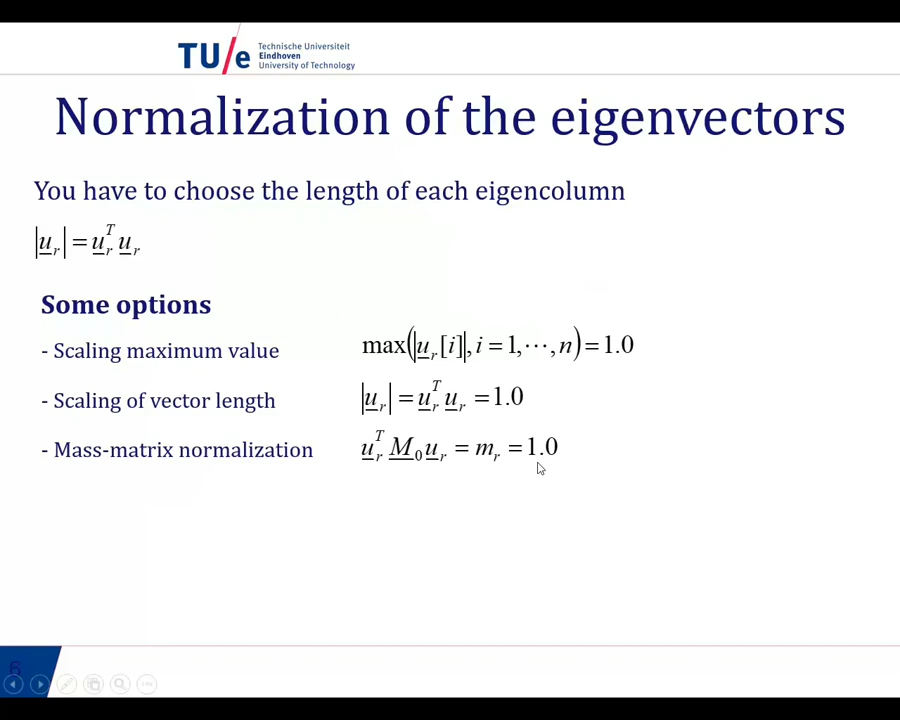 TU/e Technische Universiteit
Eindhoven
University of Technology
Normalization of the eigenvectors
You have to choose the length of each eigencolumn
|u_r| = u_r^T u_r
Some options
- Scaling maximum value max(|u_r[i]|, i = 1, ⋯, n) = 1.0
- Scaling of vector length |u_r| = u_r^T u_r = 1.0
- Mass-matrix normalization u_r^T M_0 u_r = m_r = 1.0
6